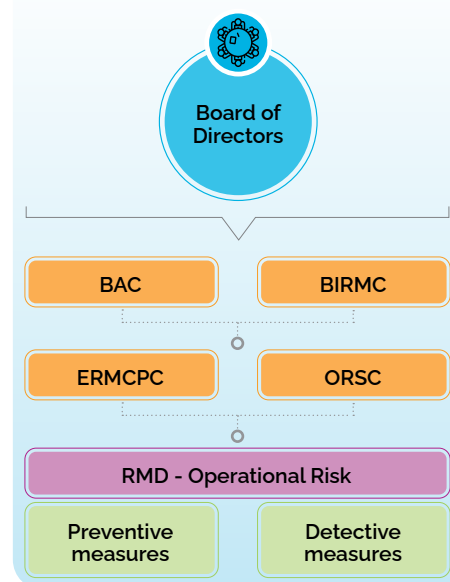 Board of
Directors
BAC
BIRMC
ERMCPC
ORSC
RMD - Operational Risk
Preventive
measures
Detective
measures